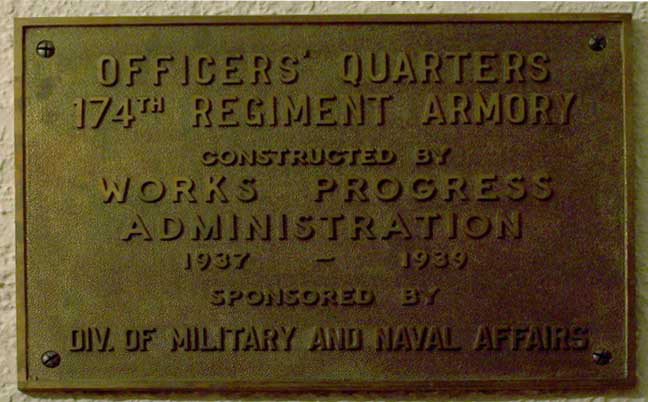 OFFICERS' QUARTERS
174TH REGIMENT ARMORY
CONSTRUCTED BY
WORKS PROGRESS
ADMINISTRATION
1937 – 1939
SPONSORED BY
DIV. OF MILITARY AND NAVAL AFFAIRS